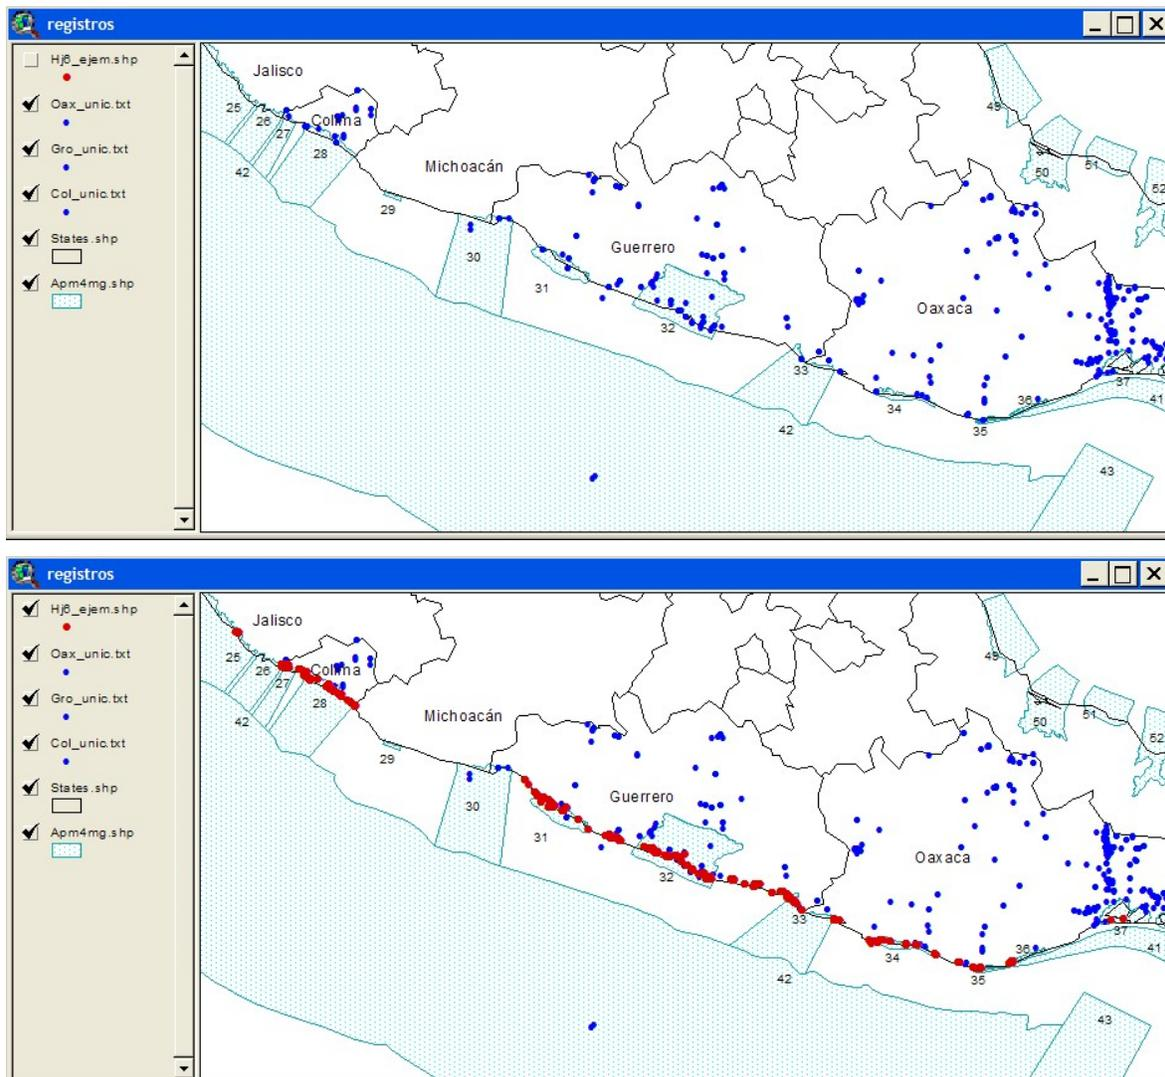 registros
Hj6_ejem.shp
Oax_unic.txt
Gro_unic.txt
Col_unic.txt
States.shp
Apm4mg.shp
Jalisco
25
26
27
Colima
28
42
Michoacán
29
30
31
Guerrero
32
33
42
Oaxaca
34
35
36
37
41
43
49
50
51
52
registros
Hj6_ejem.shp
Oax_unic.txt
Gro_unic.txt
Col_unic.txt
States.shp
Apm4mg.shp
Jalisco
25
26
27
Colima
28
42
Michoacán
29
30
31
Guerrero
32
33
42
Oaxaca
34
35
36
37
41
43
49
50
51
52